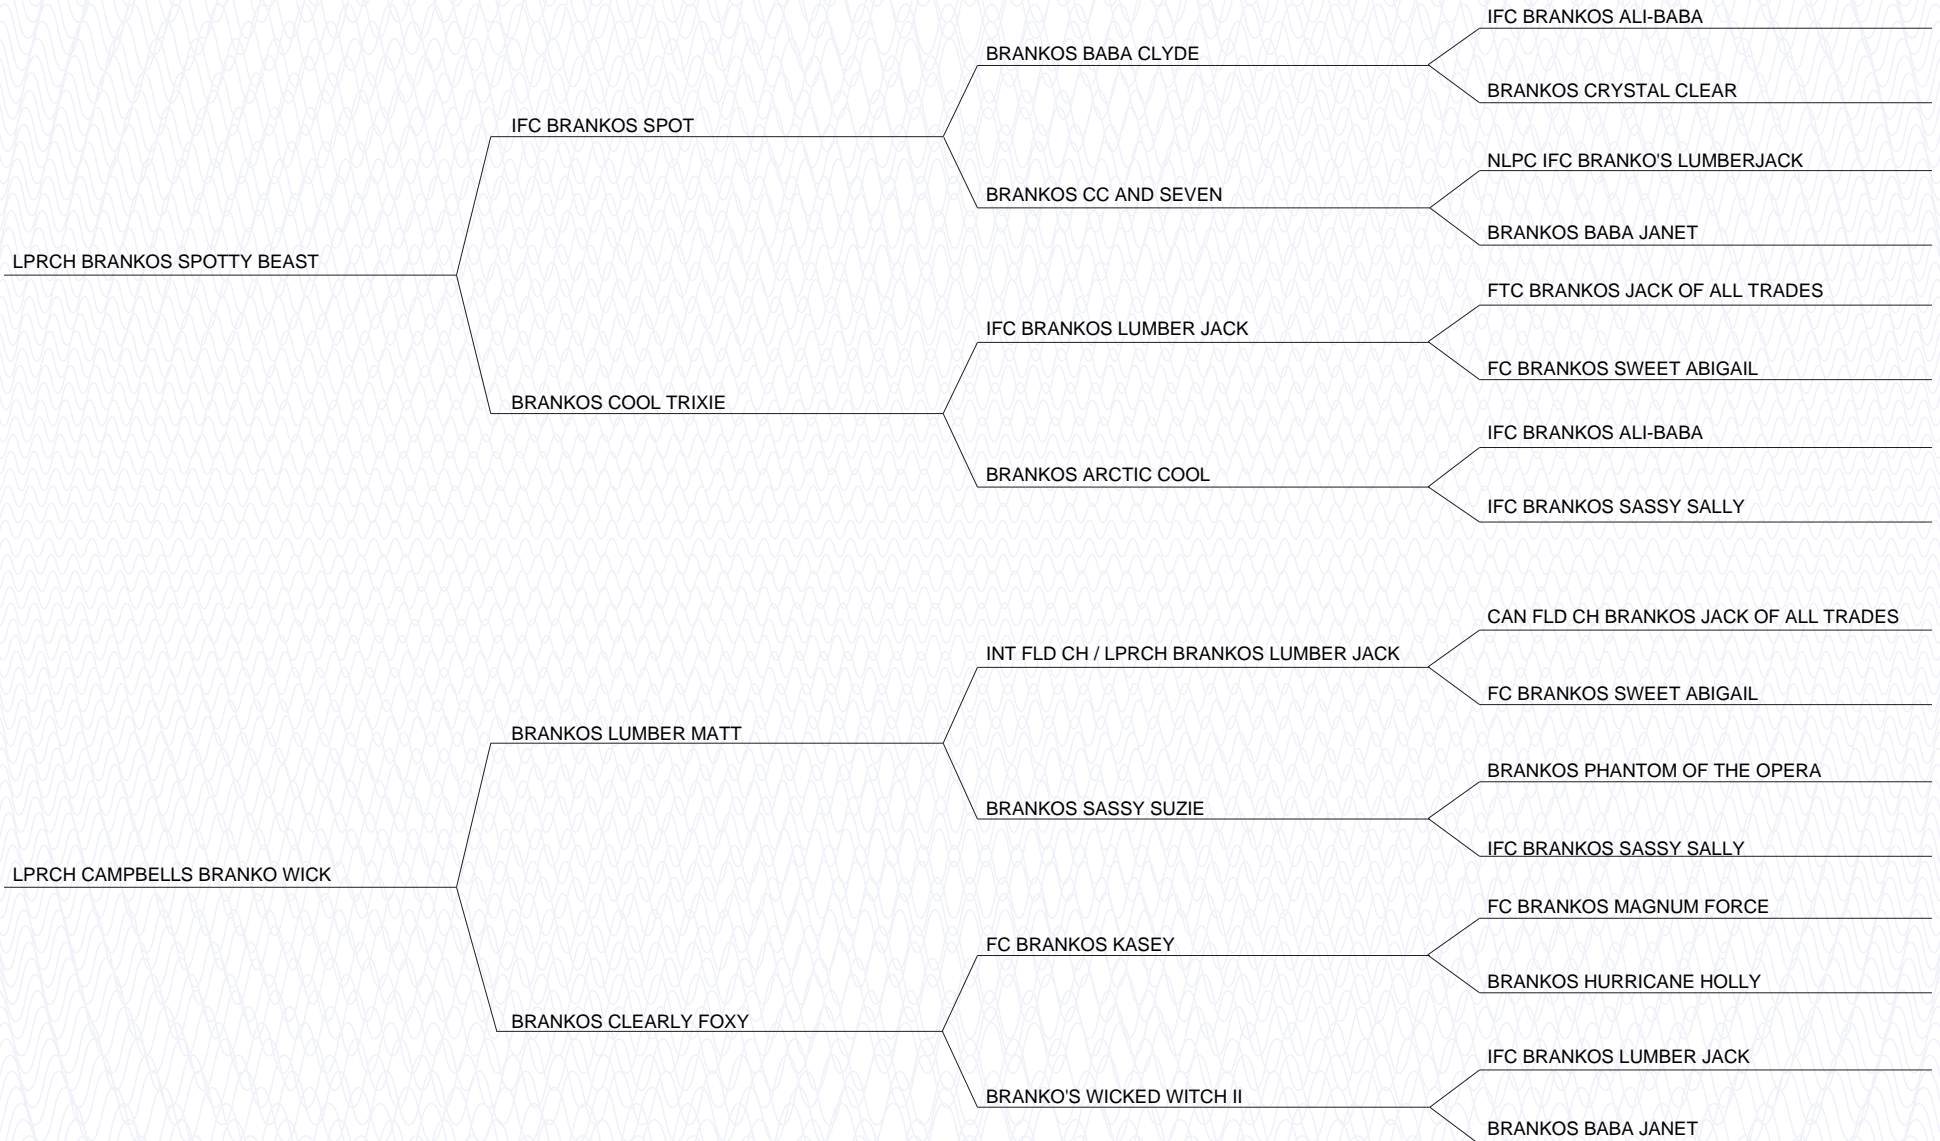 IFC BRANKOS ALI-BABA
BRANKOS BABA CLYDE
BRANKOS CRYSTAL CLEAR
IFC BRANKOS SPOT
NLPC IFC BRANKO'S LUMBERJACK
BRANKOS CC AND SEVEN
BRANKOS BABA JANET
LPRCH BRANKOS SPOTTY BEAST
FTC BRANKOS JACK OF ALL TRADES
IFC BRANKOS LUMBER JACK
FC BRANKOS SWEET ABIGAIL
BRANKOS COOL TRIXIE
IFC BRANKOS ALI-BABA
BRANKOS ARCTIC COOL
IFC BRANKOS SASSY SALLY
CAN FLD CH BRANKOS JACK OF ALL TRADES
INT FLD CH / LPRCH BRANKOS LUMBER JACK
FC BRANKOS SWEET ABIGAIL
BRANKOS LUMBER MATT
BRANKOS PHANTOM OF THE OPERA
BRANKOS SASSY SUZIE
IFC BRANKOS SASSY SALLY
LPRCH CAMPBELLS BRANKO WICK
FC BRANKOS MAGNUM FORCE
FC BRANKOS KASEY
BRANKOS HURRICANE HOLLY
BRANKOS CLEARLY FOXY
IFC BRANKOS LUMBER JACK
BRANKO'S WICKED WITCH II
BRANKOS BABA JANET